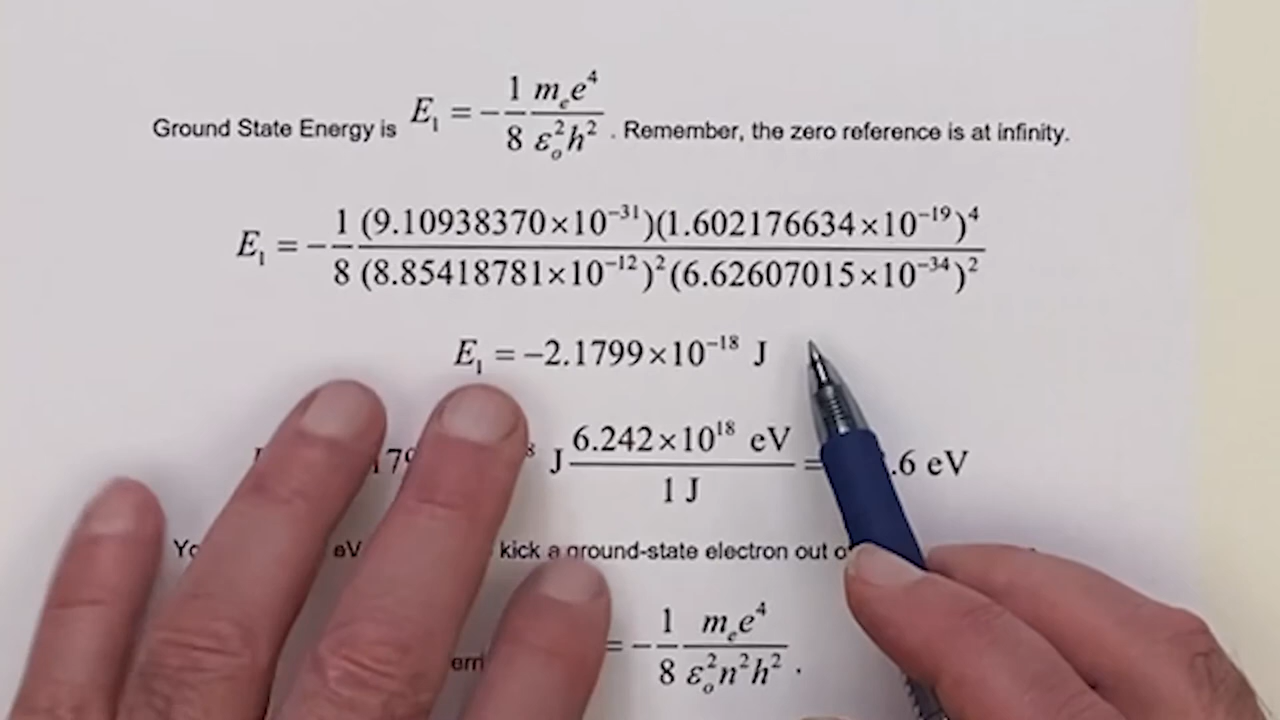 Ground State Energy is E₁ = −1/8 mₑe⁴/εₒ²h² . Remember, the zero reference is at infinity.
E₁ = −1/8 (9.10938370×10⁻³¹)(1.602176634×10⁻¹⁹)⁴/(8.85418781×10⁻¹²)²(6.62607015×10⁻³⁴)²
E₁ = −2.1799×10⁻¹⁸ J
J 6.242×10¹⁸ eV/1 J = .6 eV
eV kick a ground-state electron out
= −1/8 mₑe⁴/εₒ²n²h² .